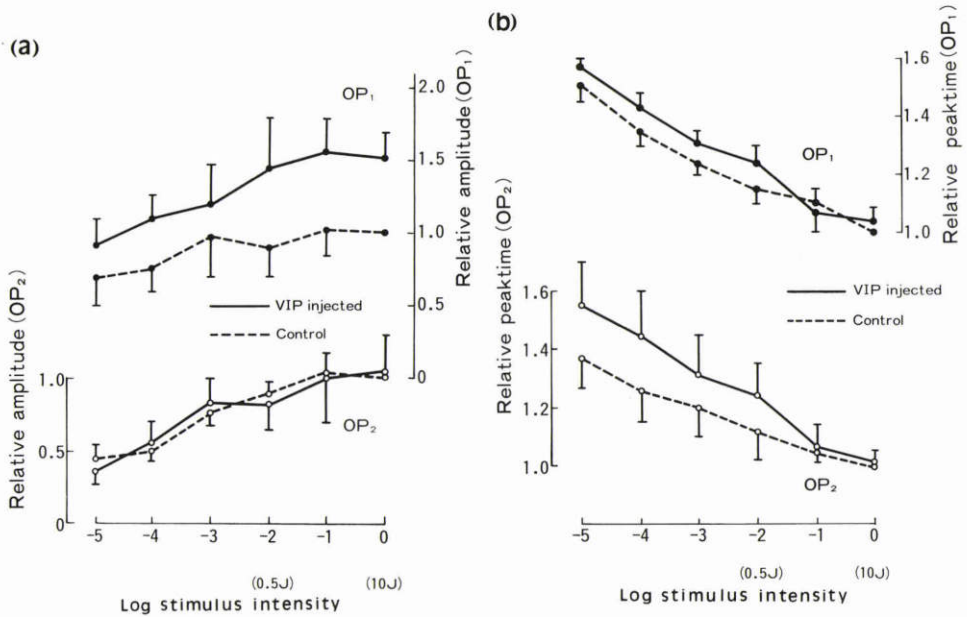 (a)
Relative amplitude (OP₂)
1.0
0.5
0
OP₁
2.0
1.5
1.0
0.5
0
Relative amplitude (OP₁)
VIP injected
Control
OP₂
-5
-4
-3
-2
-1
0
(0.5J)
(10J)
Log stimulus intensity
(b)
1.6
1.4
1.2
1.0
Relative peaktime (OP₁)
OP₁
Relative peaktime (OP₂)
1.6
1.4
1.2
1.0
VIP injected
Control
OP₂
-5
-4
-3
-2
-1
0
(0.5J)
(10J)
Log stimulus intensity